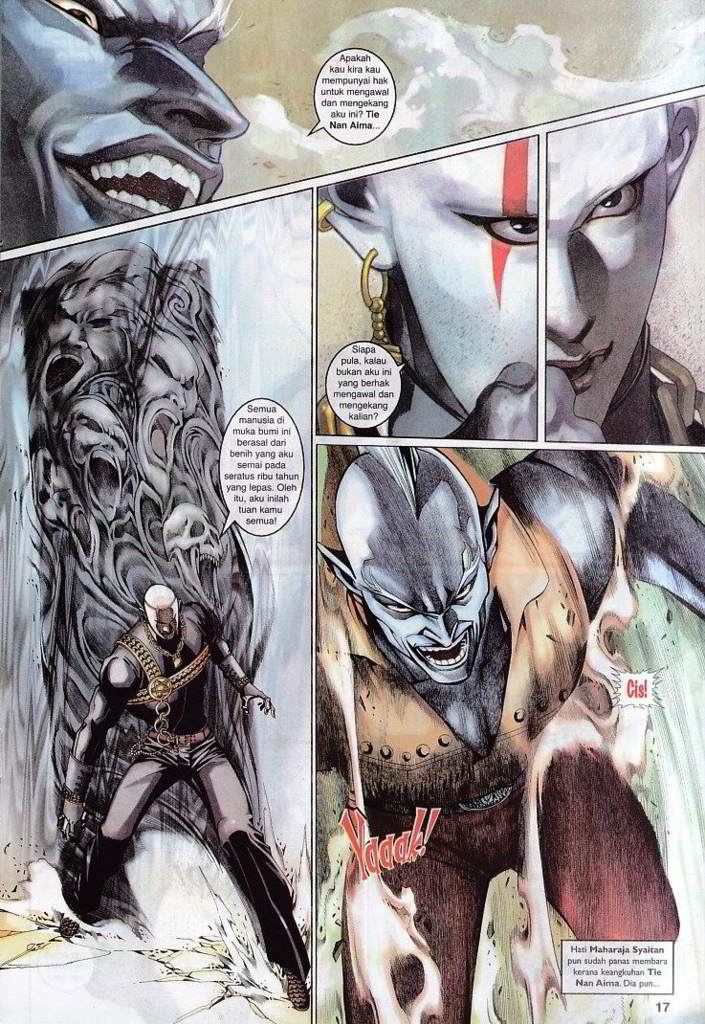 Apakah
kau kira kau
mempunyai hak
untuk mengawal
dan mengekang
aku ini? Tie
Nan Aima...
Siapa
pula, kalau
bukan aku ini
yang berhak
mengawal dan
mengekang
kalian?
Semua
manusia di
muka bumi ini
berasal dari
benih yang aku
semai pada
seratus ribu tahun
yang lepas. Oleh
itu, aku inilah
tuan kamu
semua!
Cis!
Yaaak!
Hati Maharaja Syaitan
pun sudah panas membara
kerana keangkuhan Tie
Nan Aima. Dia pun...
17